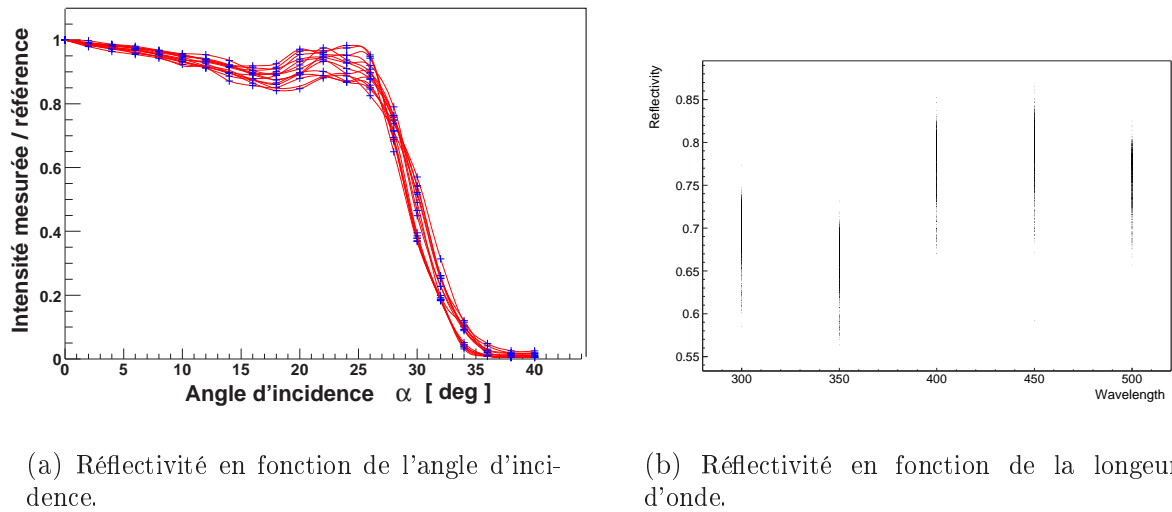 Intensité mesurée / référence
1
0.8
0.6
0.4
0.2
0
0 5 10 15 20 25 30 35 40
Angle d'incidence α [ deg ]
(a) Réflectivité en fonction de l'angle d'inci-
dence.
Reflectivity
0.85
0.8
0.75
0.7
0.65
0.6
0.55
300 350 400 450 500
Wavelength
(b) Réflectivité en fonction de la longeur
d'onde.